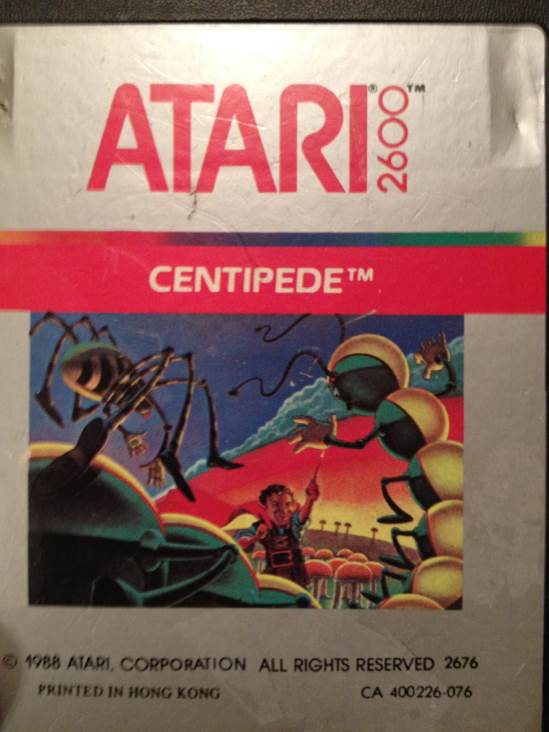 ATARI® 2600™
CENTIPEDE™
© 1988 ATARI, CORPORATION ALL RIGHTS RESERVED 2676
PRINTED IN HONG KONG CA 400226-076